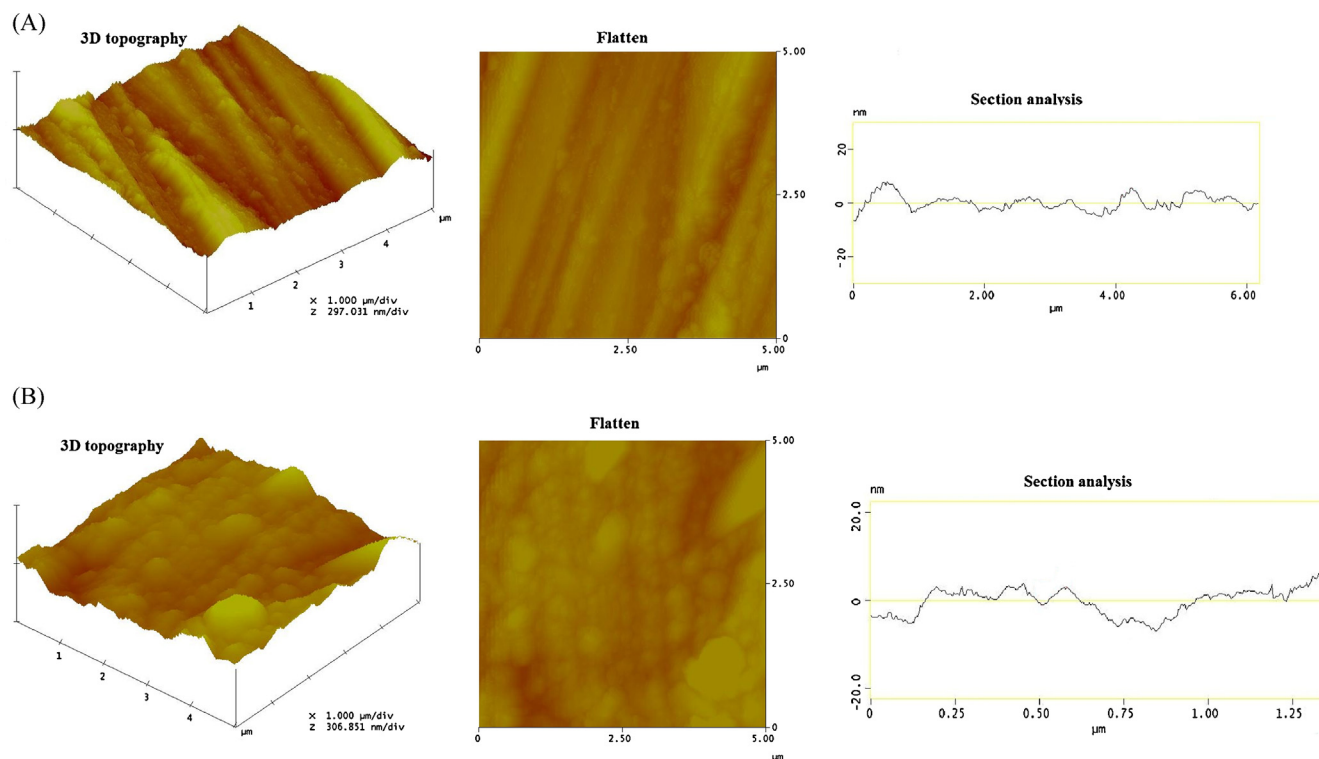 (A)
3D topography
Flatten
Section analysis
5.00
2.50
0
0
2.50
5.00
µm
nm
20
0
-20
0
2.00
4.00
6.00
µm
1
2
3
4
µm
X 1.000 µm/div
Z 297.031 nm/div
(B)
3D topography
Flatten
Section analysis
5.00
2.50
0
0
2.50
5.00
µm
nm
20.0
0
-20.0
0
0.25
0.50
0.75
1.00
1.25
µm
1
2
3
4
µm
X 1.000 µm/div
Z 306.851 nm/div